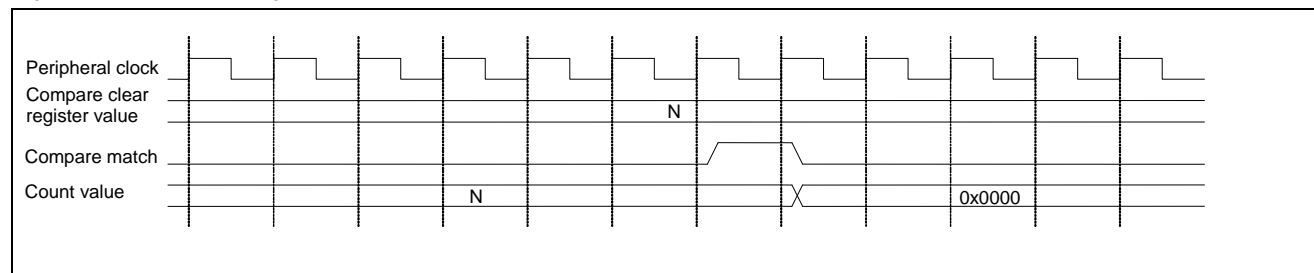 Peripheral clock
Compare clear
register value
N
Compare match
Count value
N
0x0000